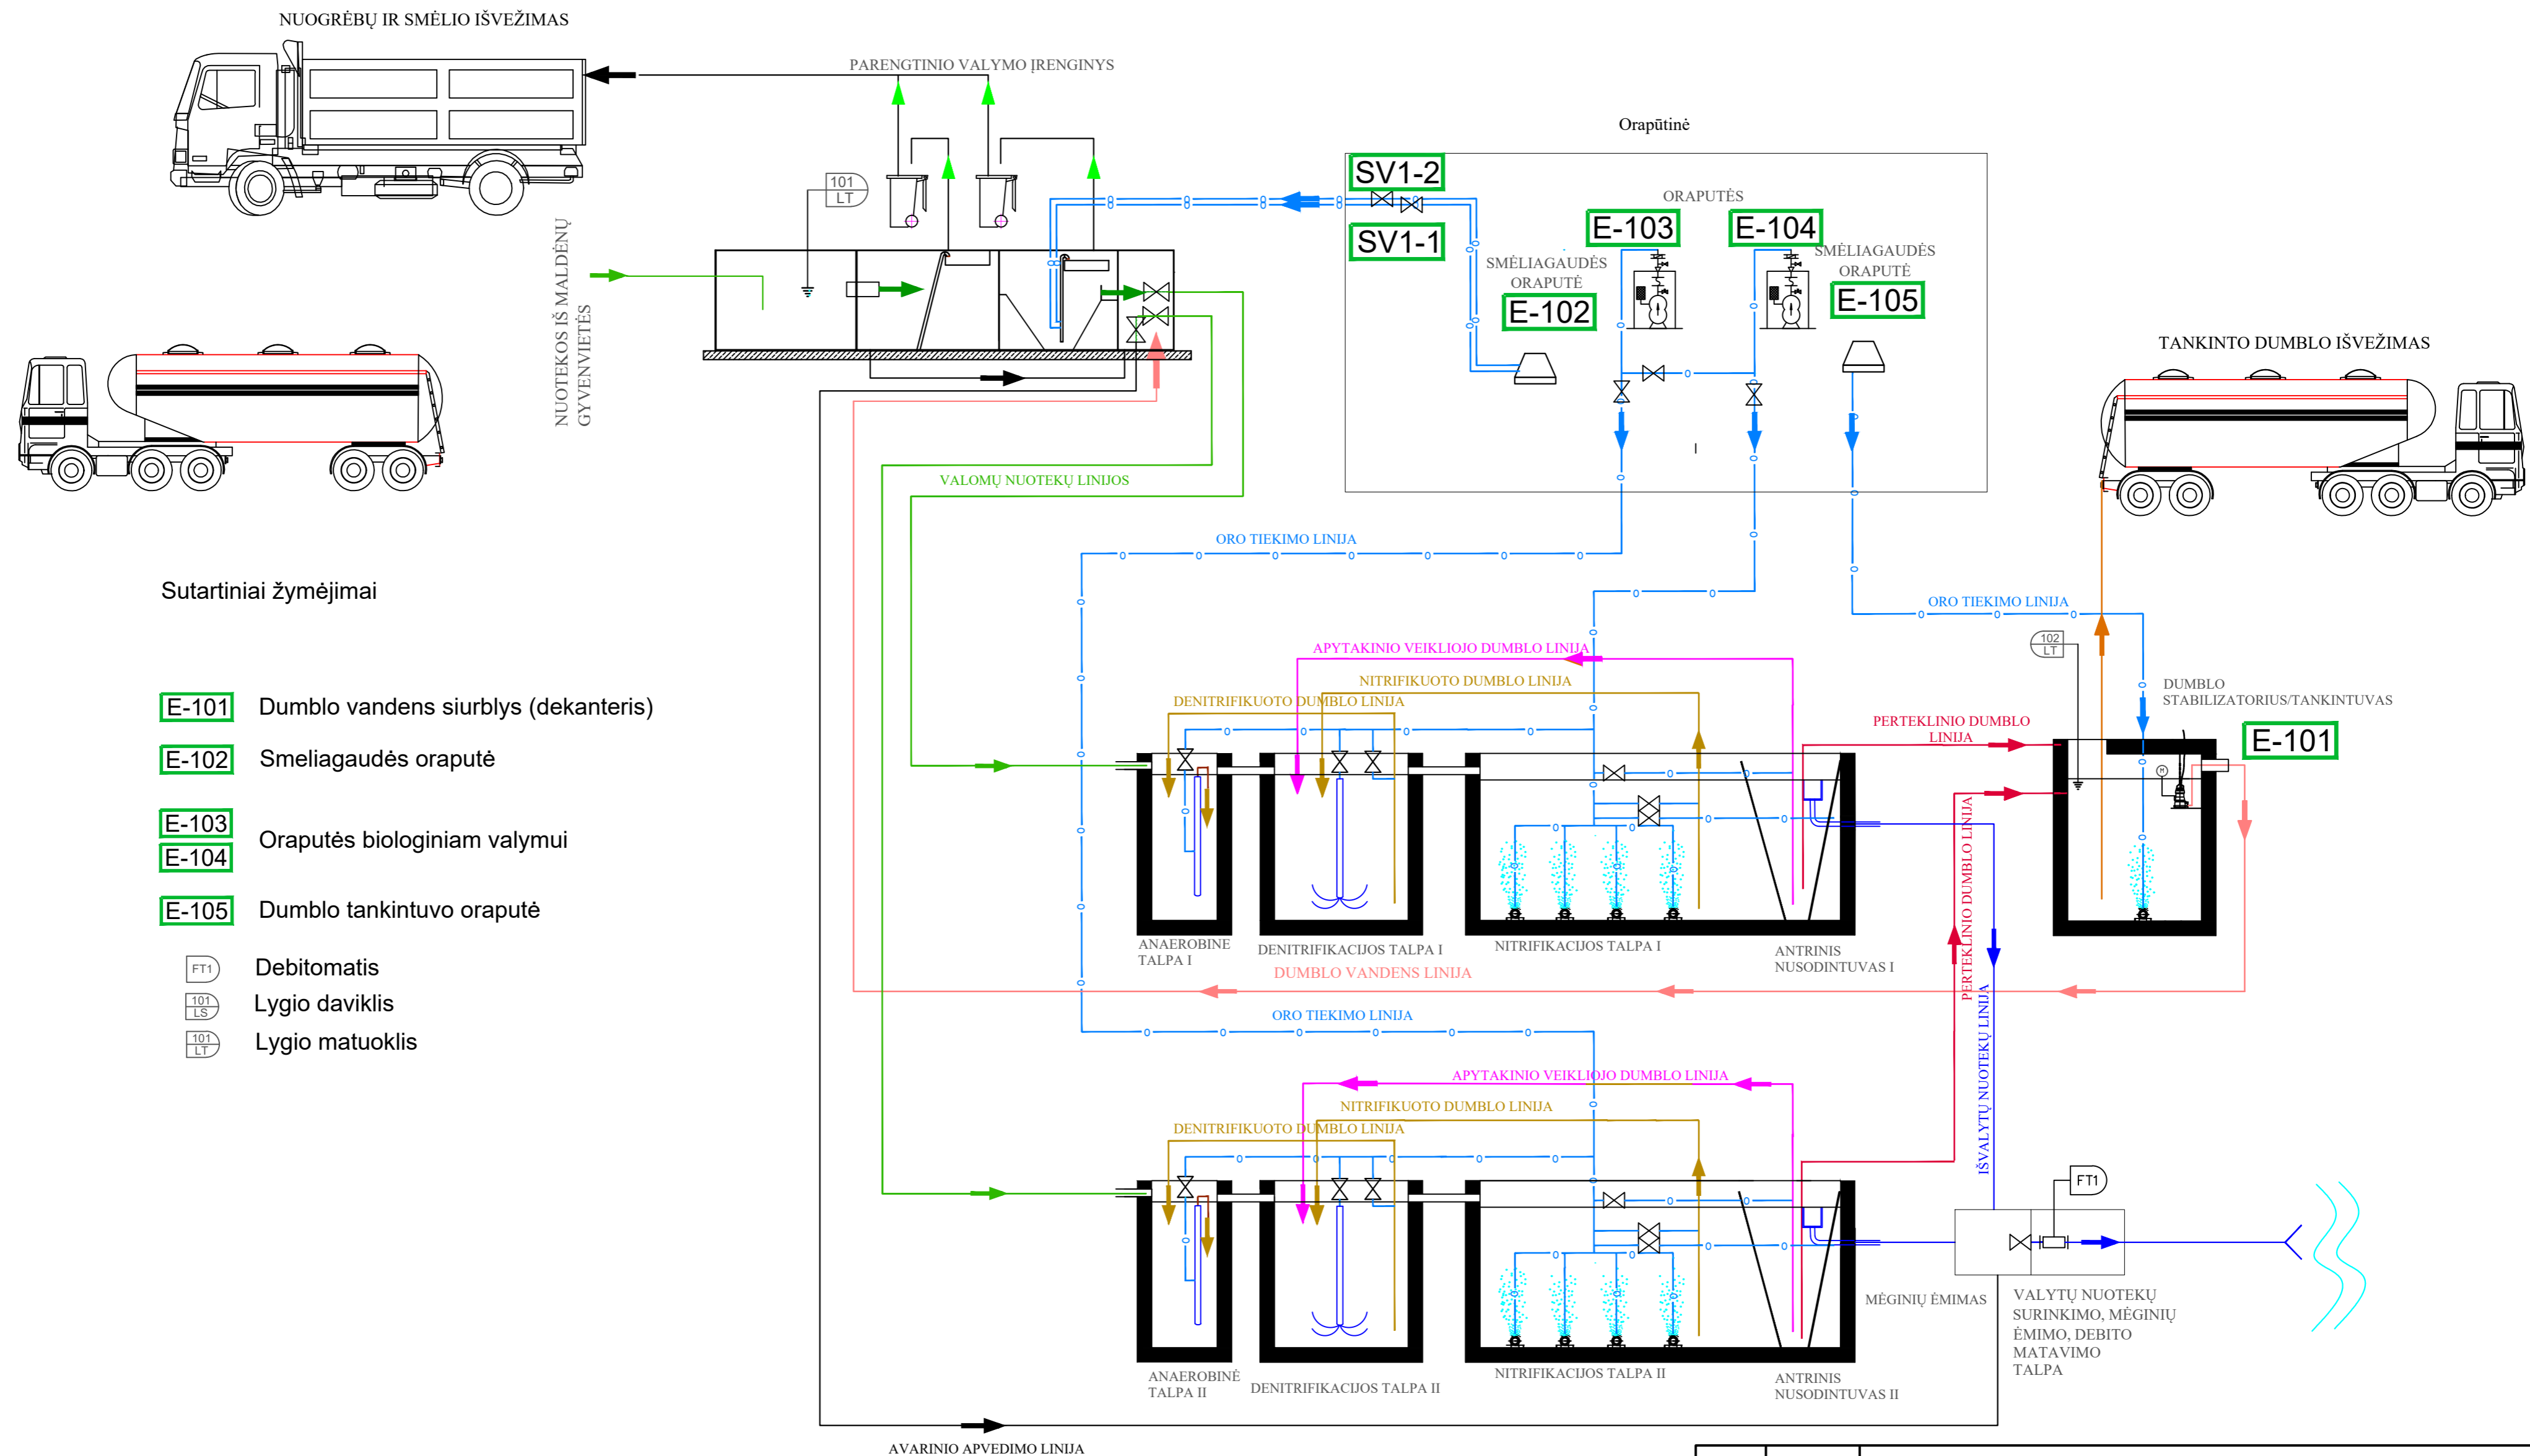 NUOGRĖBŲ IR SMĖLIO IŠVEŽIMAS
PARENGTINIO VALYMO ĮRENGINYS
101
LT
NUOTEKOS IŠ MALDĖNŲ
GYVENVIETĖS
Orapūtinė
SV1-2
SV1-1
ORAPUTĖS
E-103
E-104
SMĖLIAGAUDĖS
ORAPUTĖ
E-102
SMĖLIAGAUDĖS
ORAPUTĖ
E-105
TANKINTO DUMBLO IŠVEŽIMAS
VALOMŲ NUOTEKŲ LINIJOS
ORO TIEKIMO LINIJA
ORO TIEKIMO LINIJA
Sutartiniai žymėjimai
E-101 Dumblo vandens siurblys (dekanteris)
E-102 Smeliagaudės oraputė
E-103
E-104
Oraputės biologiniam valymui
E-105 Dumblo tankintuvo oraputė
FT1 Debitomatis
101
LS
Lygio daviklis
101
LT
Lygio matuoklis
APYTAKINIO VEIKLIOJO DUMBLO LINIJA
NITRIFIKUOTO DUMBLO LINIJA
DENITRIFIKUOTO DUMBLO LINIJA
102
LT
DUMBLO
STABILIZATORIUS/TANKINTUVAS
E-101
M
PERTEKLINIO DUMBLO
LINIJA
PERTEKLINIO DUMBLO LINIJA
IŠVALYTŲ NUOTEKŲ LINIJA
ANAEROBINĖ
TALPA I
DENITRIFIKACIJOS TALPA I
NITRIFIKACIJOS TALPA I
ANTRINIS
NUSODINTUVAS I
DUMBLO VANDENS LINIJA
ORO TIEKIMO LINIJA
APYTAKINIO VEIKLIOJO DUMBLO LINIJA
NITRIFIKUOTO DUMBLO LINIJA
DENITRIFIKUOTO DUMBLO LINIJA
FT1
MĖGINIŲ ĖMIMAS
VALYTŲ NUOTEKŲ
SURINKIMO, MĖGINIŲ
ĖMIMO, DEBITO
MATAVIMO
TALPA
ANAEROBINĖ
TALPA II
DENITRIFIKACIJOS TALPA II
NITRIFIKACIJOS TALPA II
ANTRINIS
NUSODINTUVAS II
AVARINIO APVEDIMO LINIJA